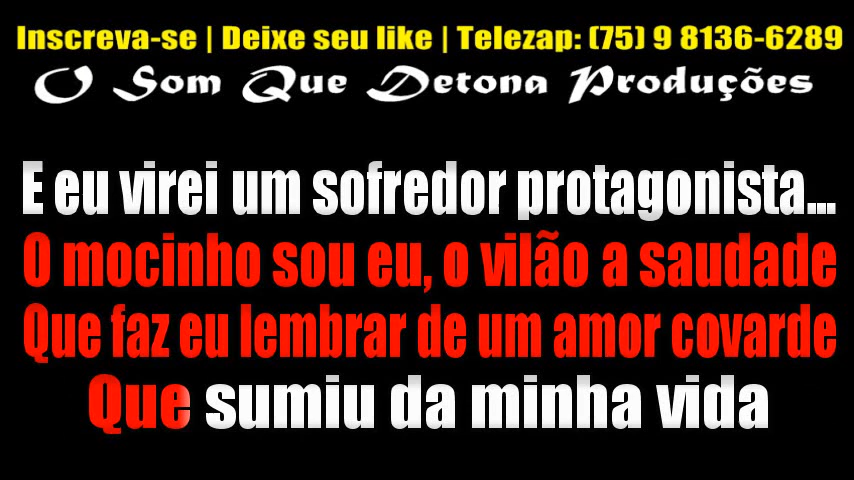 Inscreva-se | Deixe seu like | Telezap: (75) 9 8136-6289
O Som Que Detona Produções
E eu virei um sofredor protagonista...
O mocinho sou eu, o vilão a saudade
Que faz eu lembrar de um amor covarde
Que sumiu da minha vida